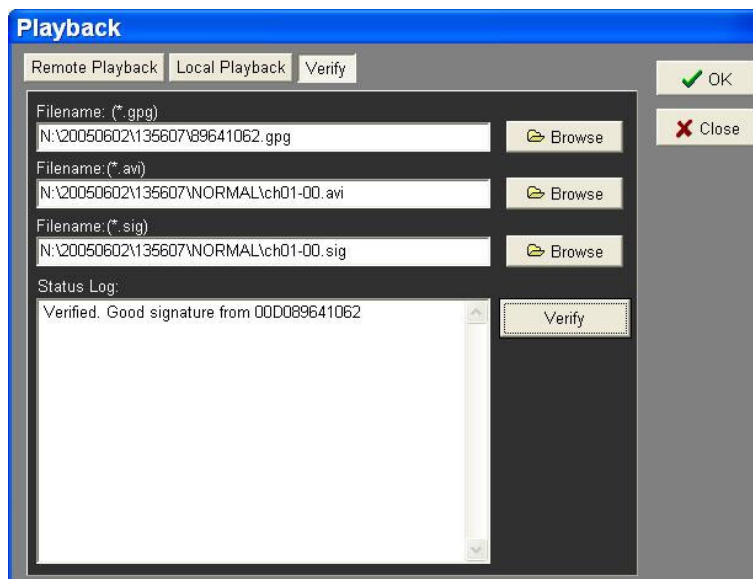 Playback
Remote Playback Local Playback Verify
OK
Filename: (*.gpg)
N:\20050602\135607\89641062.gpg
Browse
Close
Filename:(*.avi)
N:\20050602\135607\NORMAL\ch01-00.avi
Browse
Filename:(*.sig)
N:\20050602\135607\NORMAL\ch01-00.sig
Browse
Status Log:
Verified. Good signature from 00D089641062
Verify